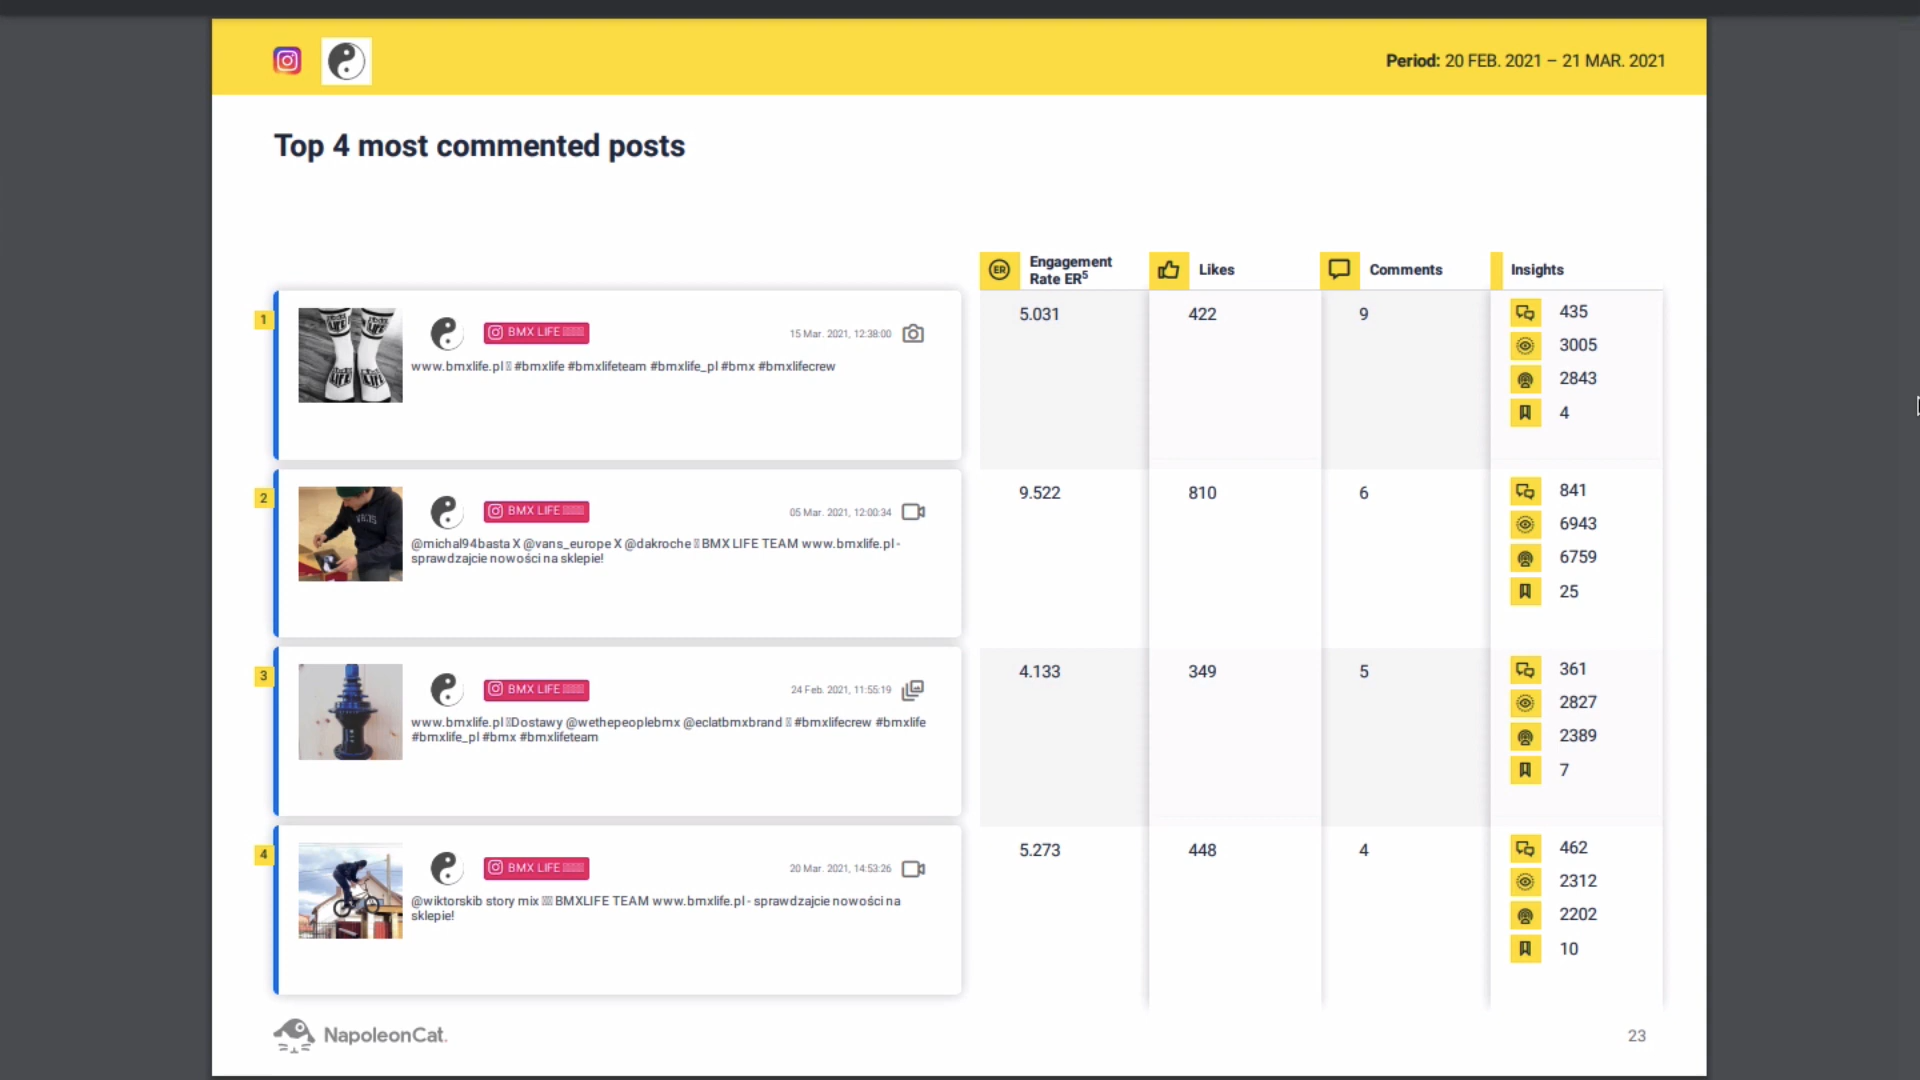 Period: 20 FEB. 2021 – 21 MAR. 2021
Top 4 most commented posts
ER
Engagement
Rate ER5
Likes
Comments
Insights
1
BMX LIFE
15 Mar. 2021, 12:38:00
www.bmxlife.pl #bmxlife #bmxlifeteam #bmxlife_pl #bmx #bmxlifecrew
5.031
422
9
435
3005
2843
4
2
BMX LIFE
05 Mar. 2021, 12:00:34
@michal94basta X @vans_europe X @dakroche BMX LIFE TEAM www.bmxlife.pl -
sprawdzajcie nowości na sklepie!
9.522
810
6
841
6943
6759
25
3
BMX LIFE
24 Feb. 2021, 11:55:19
www.bmxlife.pl Dostawy @wethepeoplebmx @eclatbmxbrand #bmxlifecrew #bmxlife
#bmxlife_pl #bmx #bmxlifeteam
4.133
349
5
361
2827
2389
7
4
BMX LIFE
20 Mar. 2021, 14:53:26
@wiktorskib story mix BMXLIFE TEAM www.bmxlife.pl - sprawdzajcie nowości na
sklepie!
5.273
448
4
462
2312
2202
10
NapoleonCat.
23